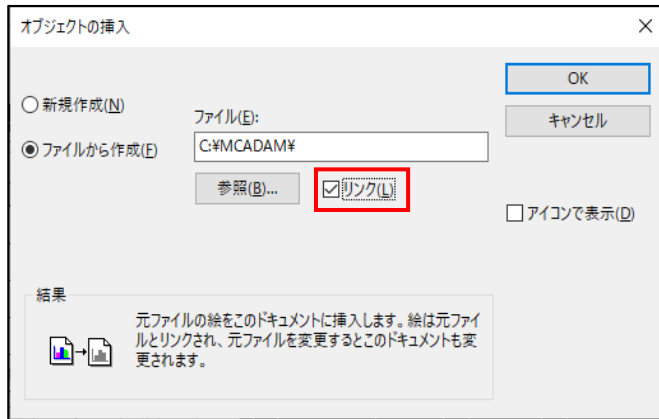 オブジェクトの挿入
新規作成(N)
ファイルから作成(F)
ファイル(E):
C:¥MCADAM¥
参照(B)...
リンク(L)
OK
キャンセル
アイコンで表示(D)
結果
元ファイルの絵をこのドキュメントに挿入します。絵は元ファイ
ルとリンクされ、元ファイルを変更するとこのドキュメントも変
更されます。